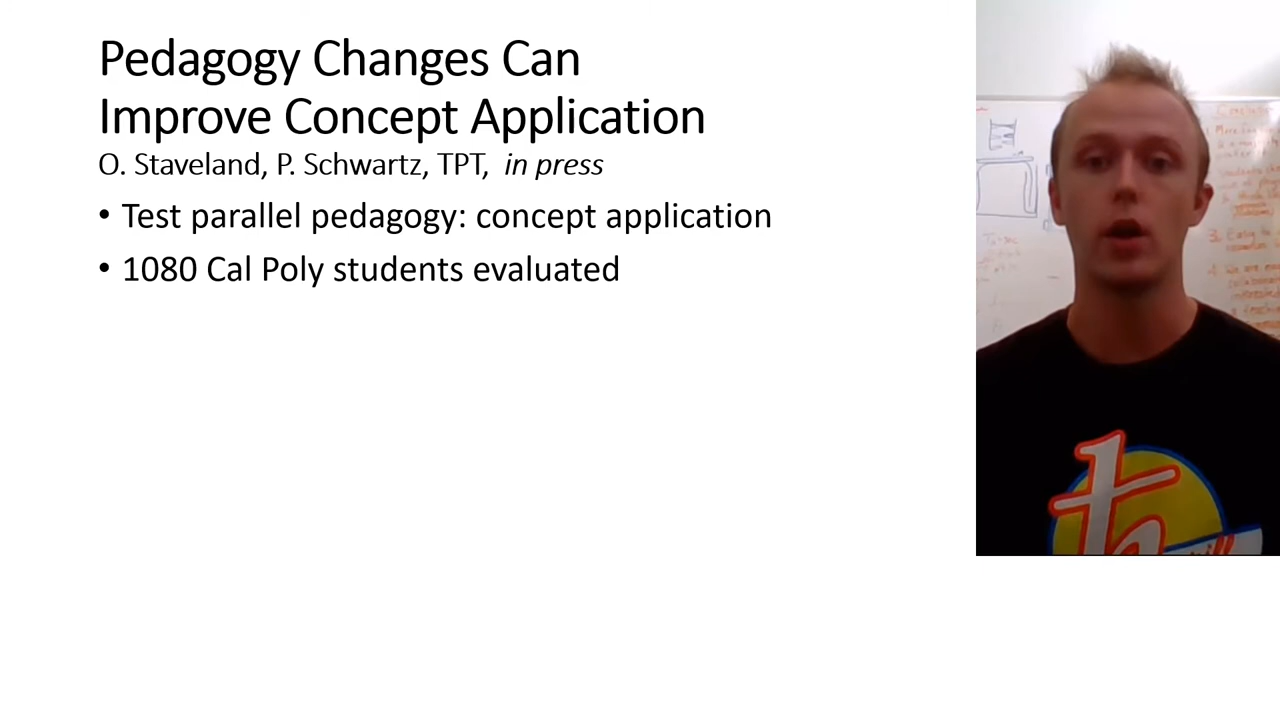 Pedagogy Changes Can
Improve Concept Application
O. Staveland, P. Schwartz, TPT, in press
• Test parallel pedagogy: concept application
• 1080 Cal Poly students evaluated